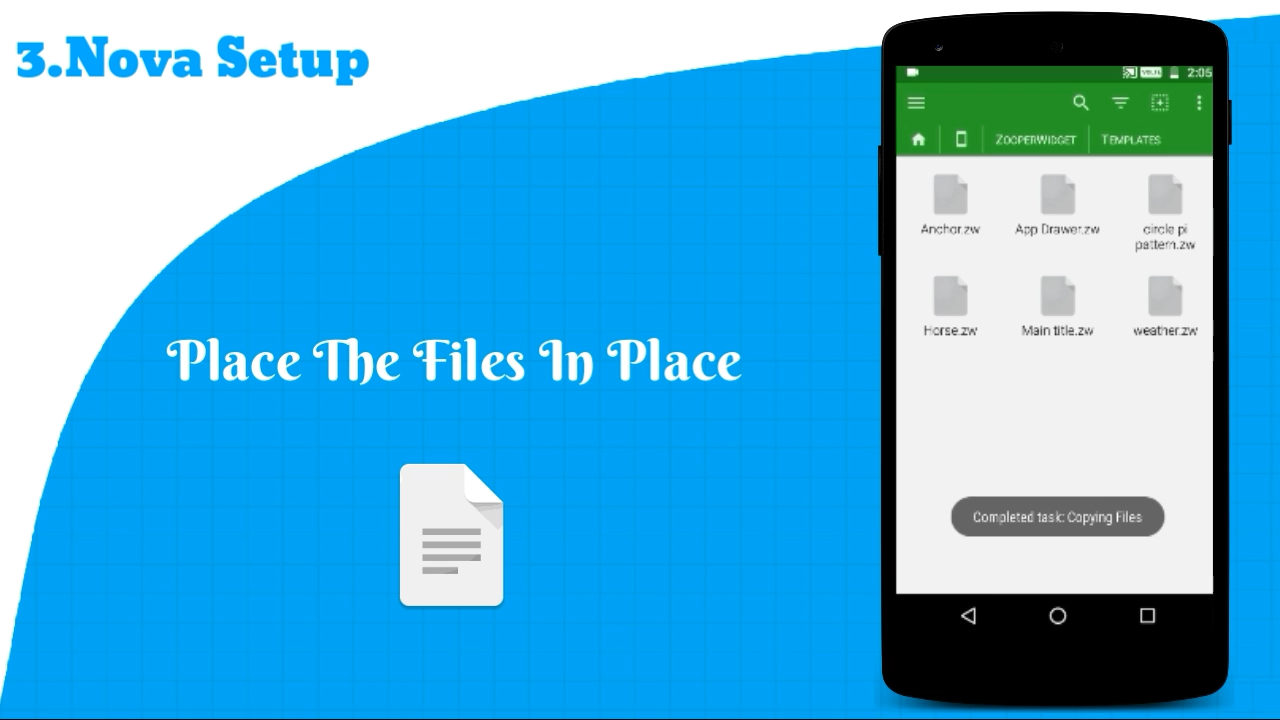 3.Nova Setup
VoLTE 2:05
ZooperWidget Templates
Anchor.zw App Drawer.zw circle pi pattern.zw
Horse.zw Main title.zw weather.zw
Place The Files In Place
Completed task: Copying Files